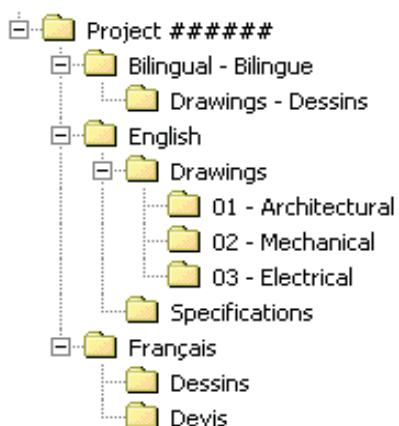 Project ######
Bilingual - Bilingue
Drawings - Dessins
English
Drawings
01 - Architectural
02 - Mechanical
03 - Electrical
Specifications
Français
Dessins
Devis